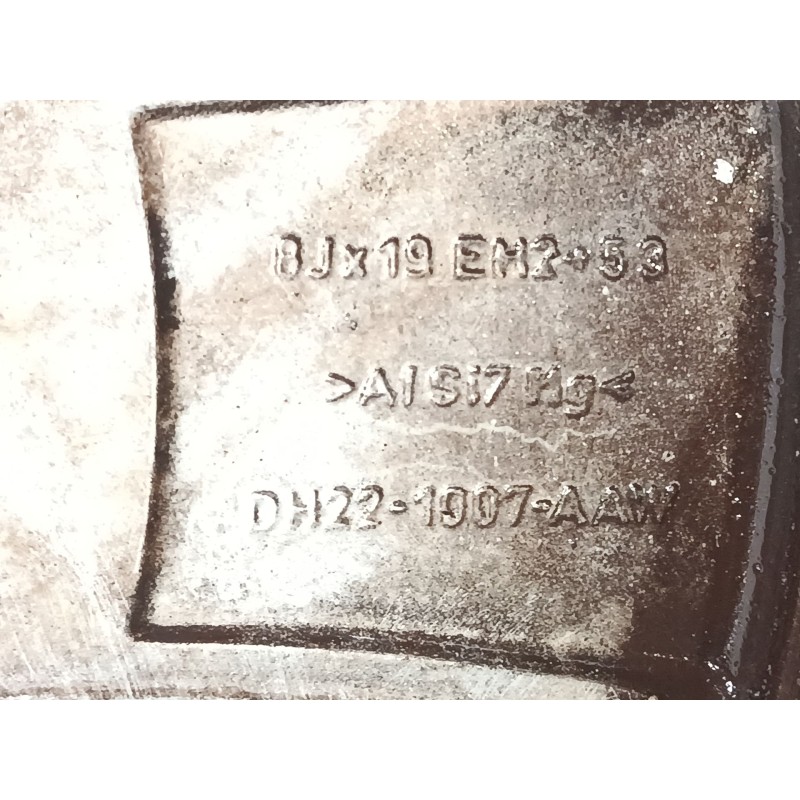 8Jx19 EH2+53
>AlSi7Mg<
DH22-1007-AAW